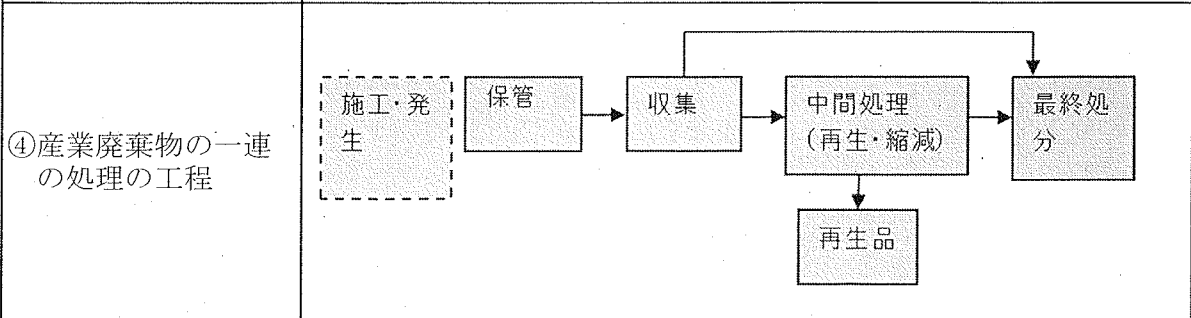 ④産業廃棄物の一連
の処理の工程
施工・発
生
保管
収集
中間処理
(再生・縮減)
最終処
分
再生品